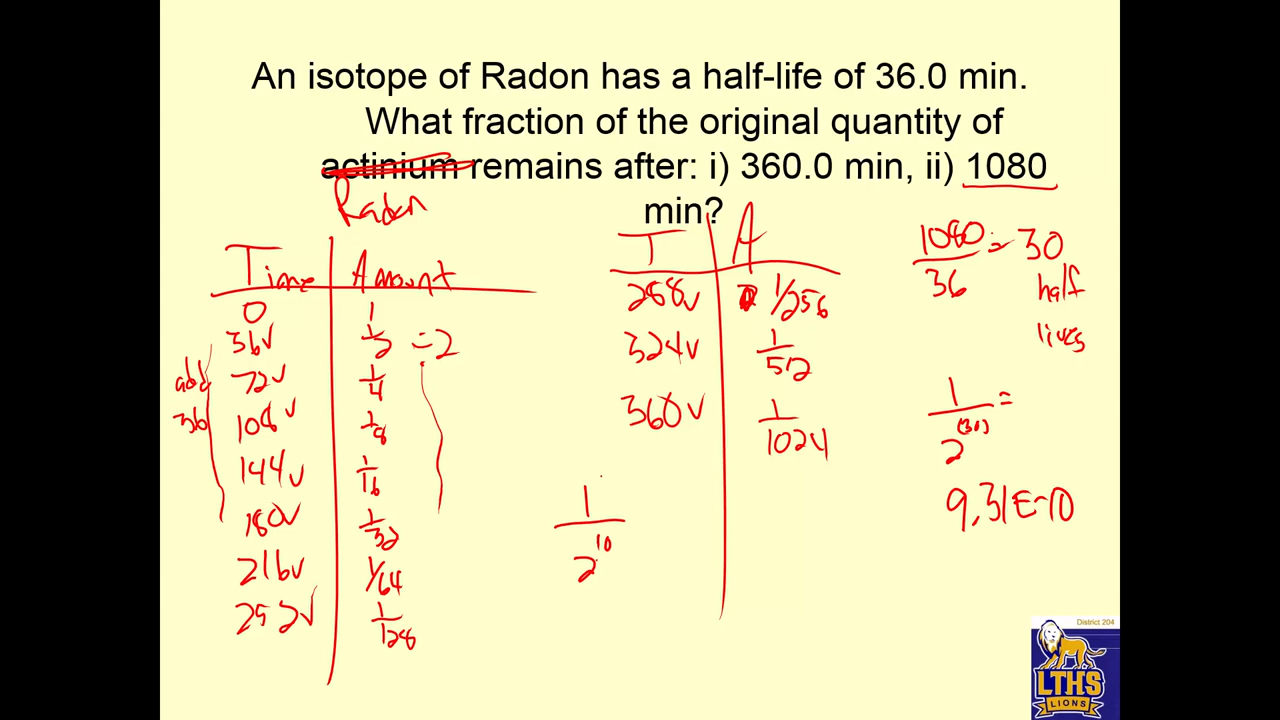 An isotope of Radon has a half-life of 36.0 min.
What fraction of the original quantity of
actinium remains after: i) 360.0 min, ii) 1080
min?
Radon
Time Amount
0 1
36 1/2 = 2
add 72 1/4
36 108 1/8
144 1/16
180 1/32
216 1/64
252 1/128
T A
288 1/256
324 1/512
360 1/1024
1/2^10
1080/36 = 30
half
lives
1/2^(30) =
9.31E-10
District 204
LTHS
LIONS